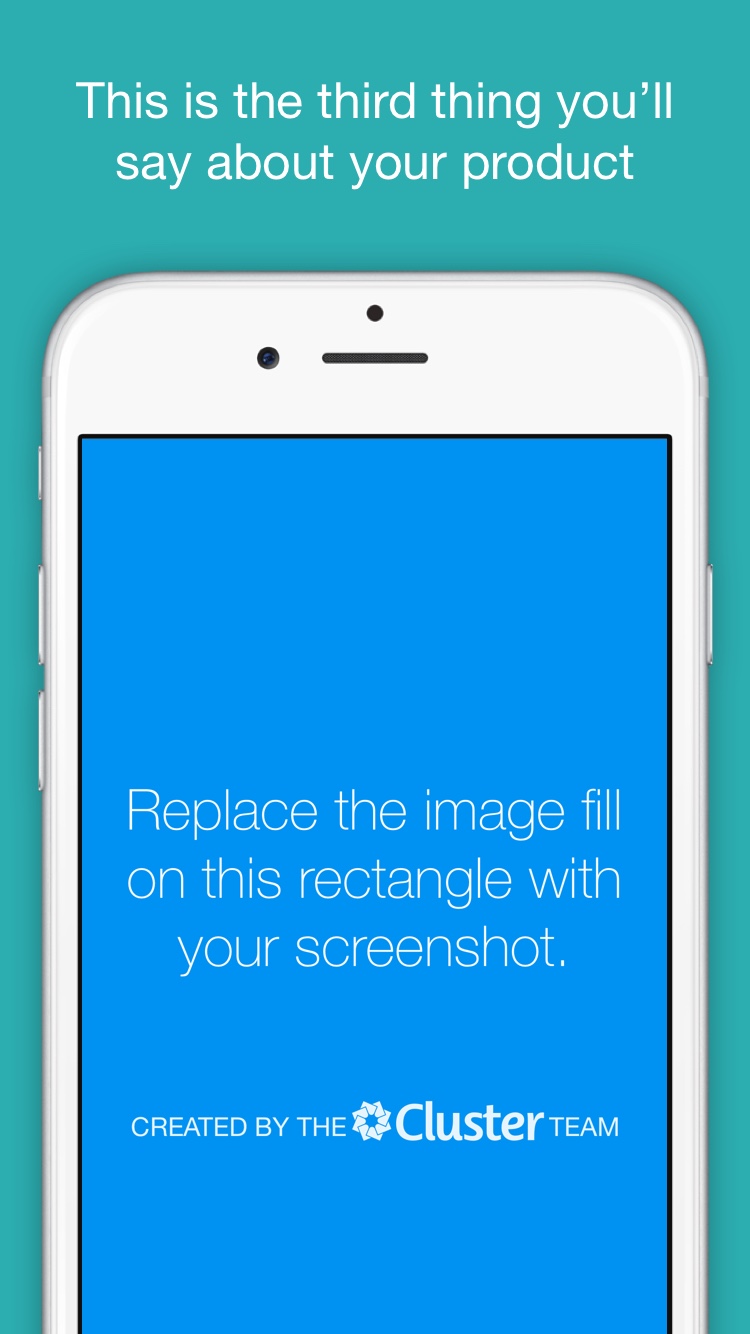 This is the third thing you’ll
say about your product
Replace the image fill
on this rectangle with
your screenshot.
CREATED BY THE Cluster TEAM